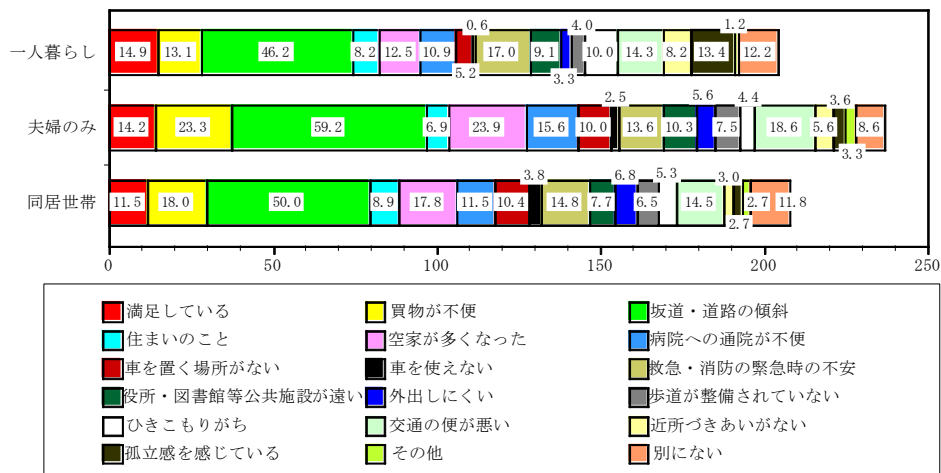 0.6 4.0 1.2
一人暮らし 14.9 13.1 46.2 8.2 12.5 10.9 17.0 9.1 10.0 14.3 8.2 13.4 12.2
5.2 3.3
2.5 5.6 4.4 3.6
夫婦のみ 14.2 23.3 59.2 6.9 23.9 15.6 10.0 13.6 10.3 7.5 18.6 5.6 8.6
3.3
3.8 6.8 5.3 3.0
同居世帯 11.5 18.0 50.0 8.9 17.8 11.5 10.4 14.8 7.7 6.5 14.5 2.7 11.8
2.7
0 50 100 150 200 250
満足している 買物が不便 坂道・道路の傾斜
住まいのこと 空家が多くなった 病院への通院が不便
車を置く場所がない 車を使えない 救急・消防の緊急時の不安
役所・図書館等公共施設が遠い 外出しにくい 歩道が整備されていない
ひきこもりがち 交通の便が悪い 近所づきあいがない
孤立感を感じている その他 別にない